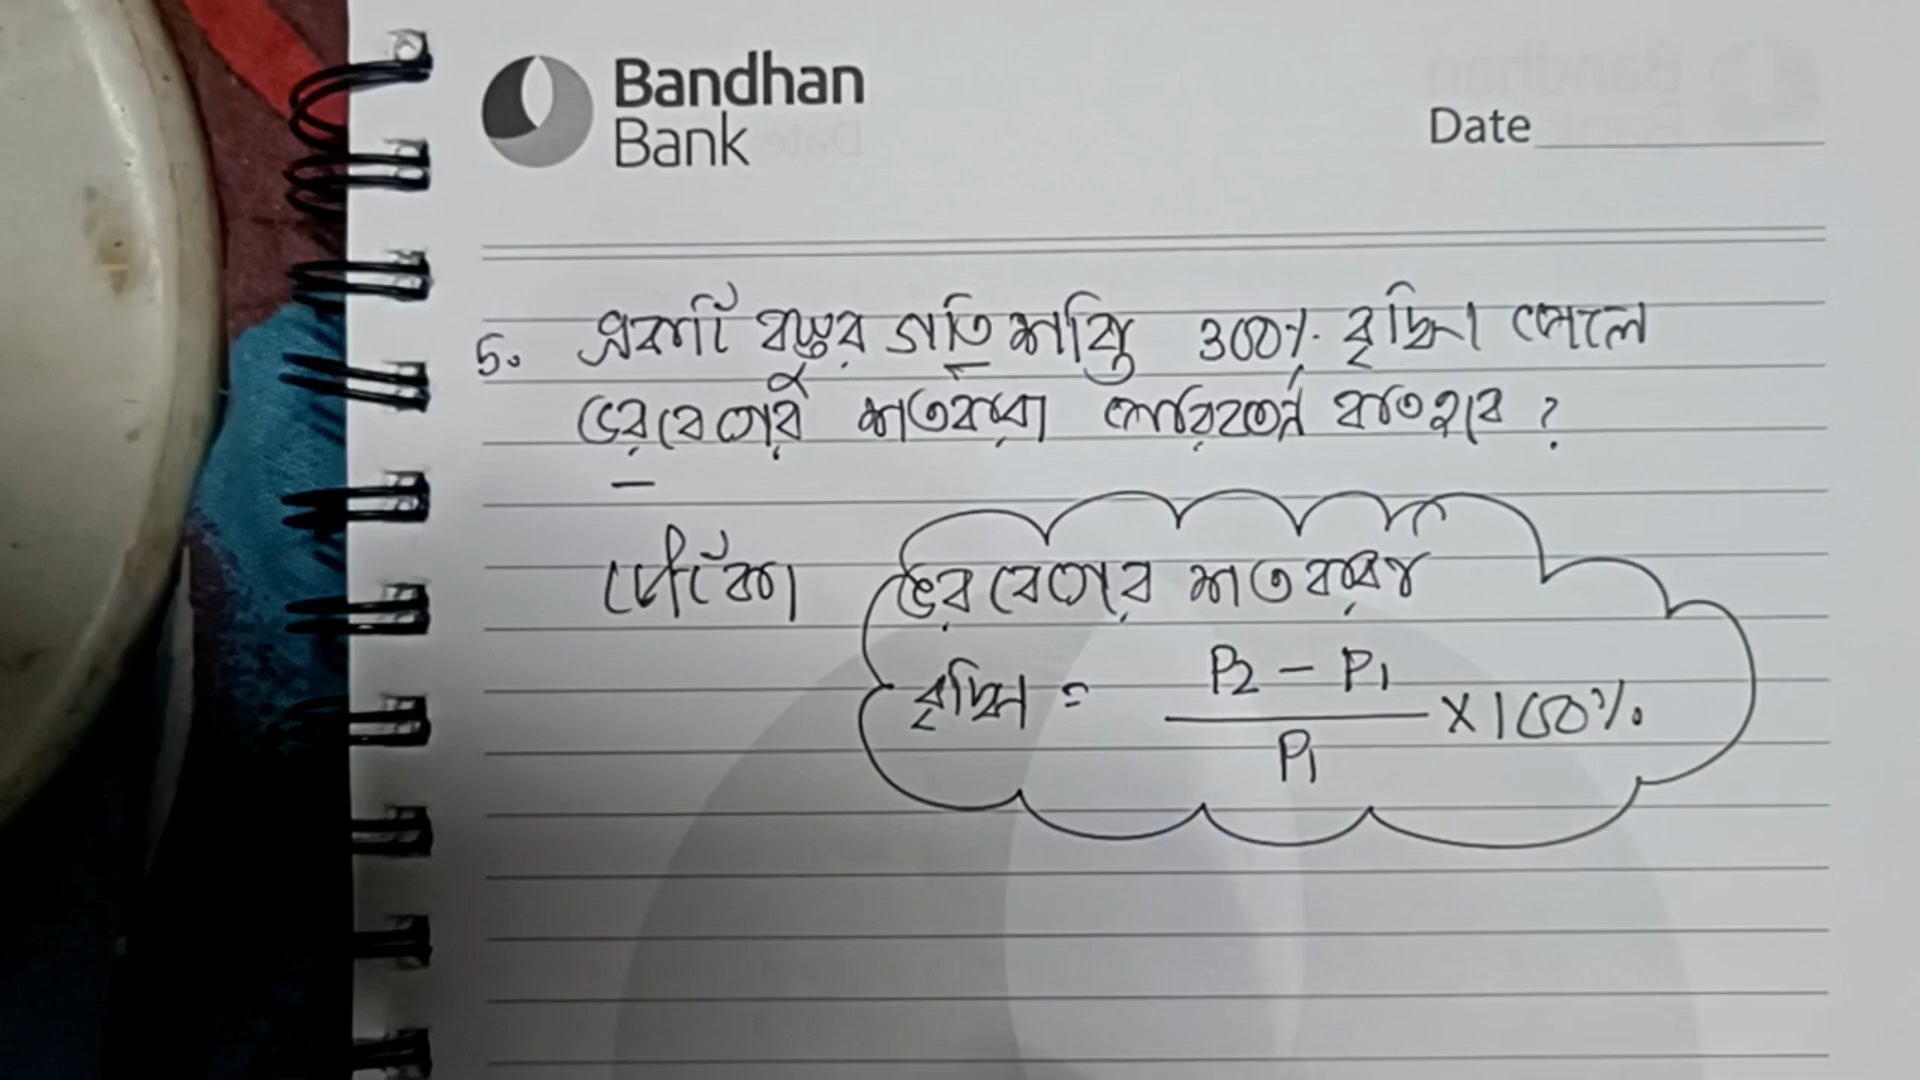 Bandhan
Bank
Date
5. একটি বস্তুর গতিশক্তি 300% বৃদ্ধি পেলে
ভরবেগের শতকরা পরিবর্তন কত হবে ?
ভরবেগের শতকরা
বৃদ্ধি = P₂ - P₁ / P₁ × 100%